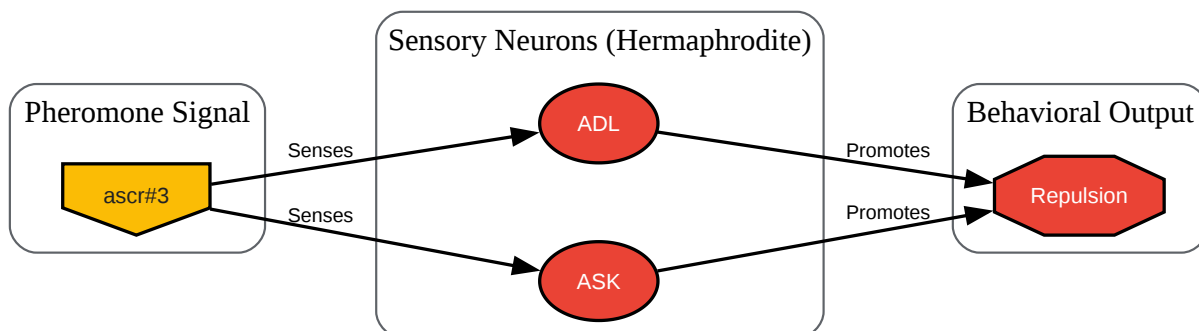 Sensory Neurons (Hermaphrodite)
Pheromone Signal
Behavioral Output
ADL
Senses
Promotes
ascr#3
Repulsion
Senses
Promotes
ASK